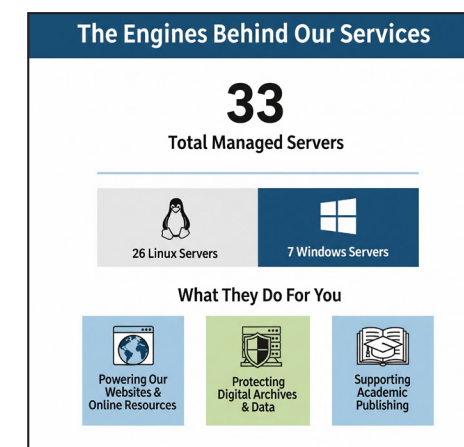 The Engines Behind Our Services
33
Total Managed Servers
26 Linux Servers
7 Windows Servers
What They Do For You
Powering Our
Websites &
Online Resources
Protecting
Digital Archives
& Data
Supporting
Academic
Publishing